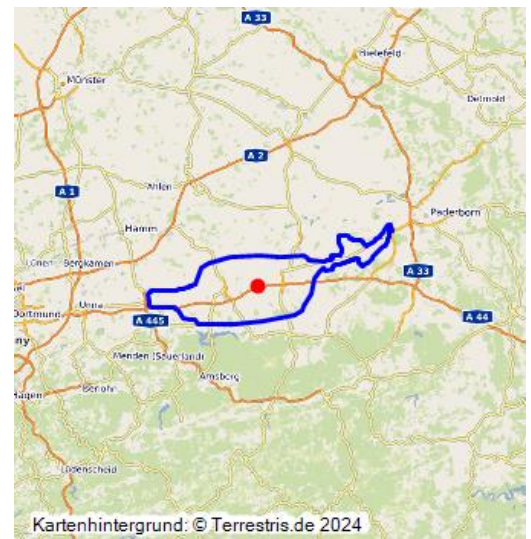 A 33
Bielefeld
Münster
Detmold
A 2
A 1
Ahlen
Paderborn
Hamm
Lünen
Bergkamen
A 33
Unna
Dortmund
A 445
A 44
Menden (Sauerland)
Arnsberg
Iserlohn
Hagen
Lüdenscheid
Kartenhintergrund: © Terrestris.de 2024